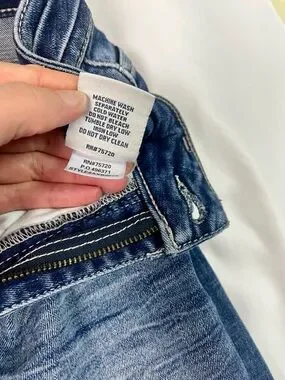 MACHINE WASH
SEPARATELY
COLD WATER
DO NOT BLEACH
TUMBLE DRY LOW
IRON LOW
DO NOT DRY CLEAN
RN#75720
RN#75720
P.O.496371